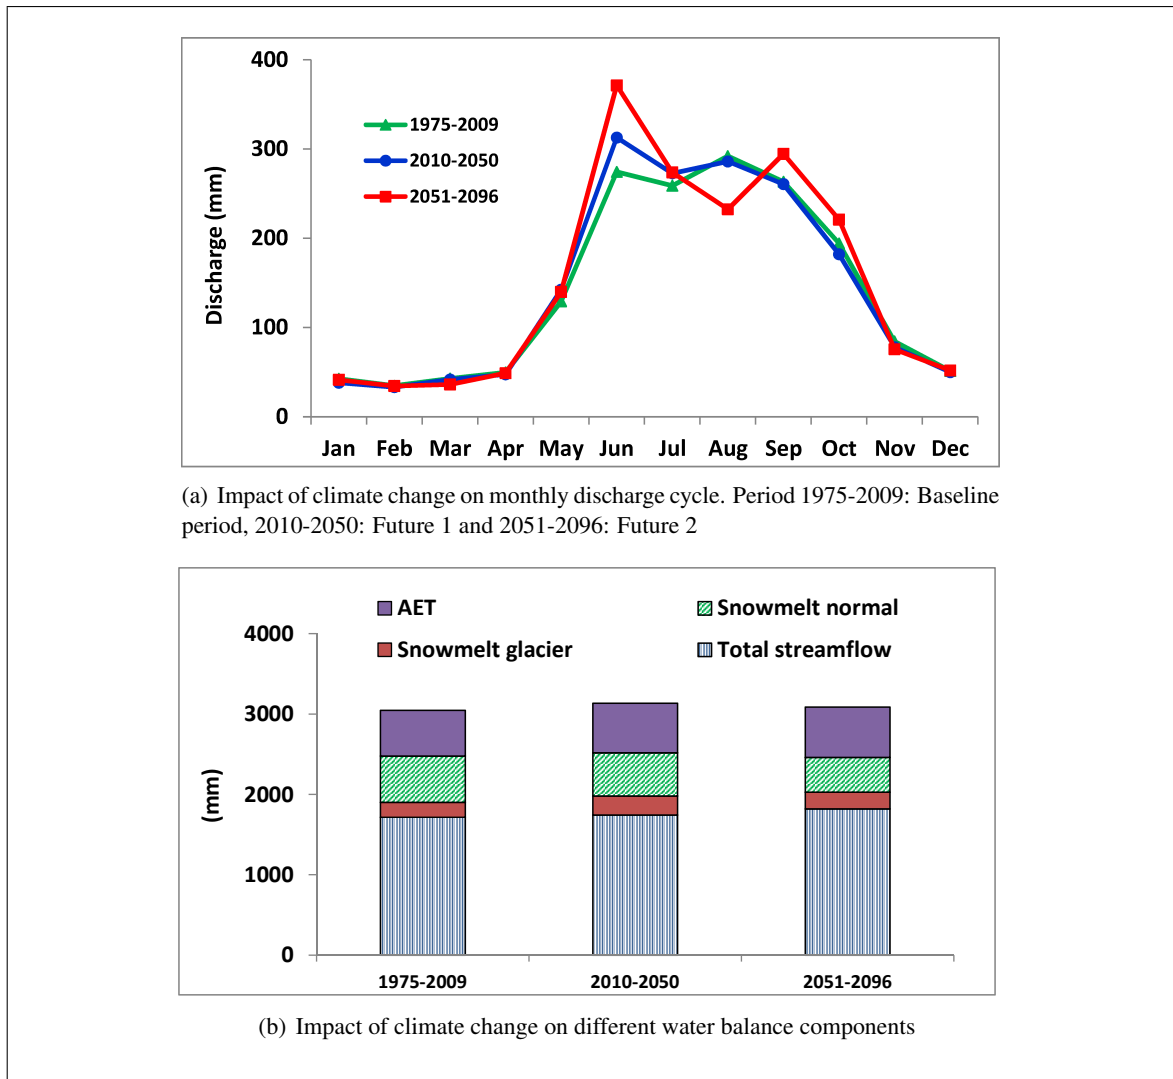 400
300
200
100
0
Discharge (mm)
1975-2009
2010-2050
2051-2096
Jan Feb Mar Apr May Jun Jul Aug Sep Oct Nov Dec
(a) Impact of climate change on monthly discharge cycle. Period 1975-2009: Baseline
period, 2010-2050: Future 1 and 2051-2096: Future 2
AET Snowmelt normal
Snowmelt glacier Total streamflow
4000
3000
2000
1000
0
(mm)
1975-2009 2010-2050 2051-2096
(b) Impact of climate change on different water balance components